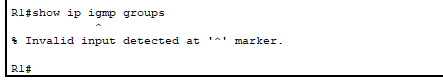 R1#show ip igmp groups
^
% Invalid input detected at '^' marker.
R1#